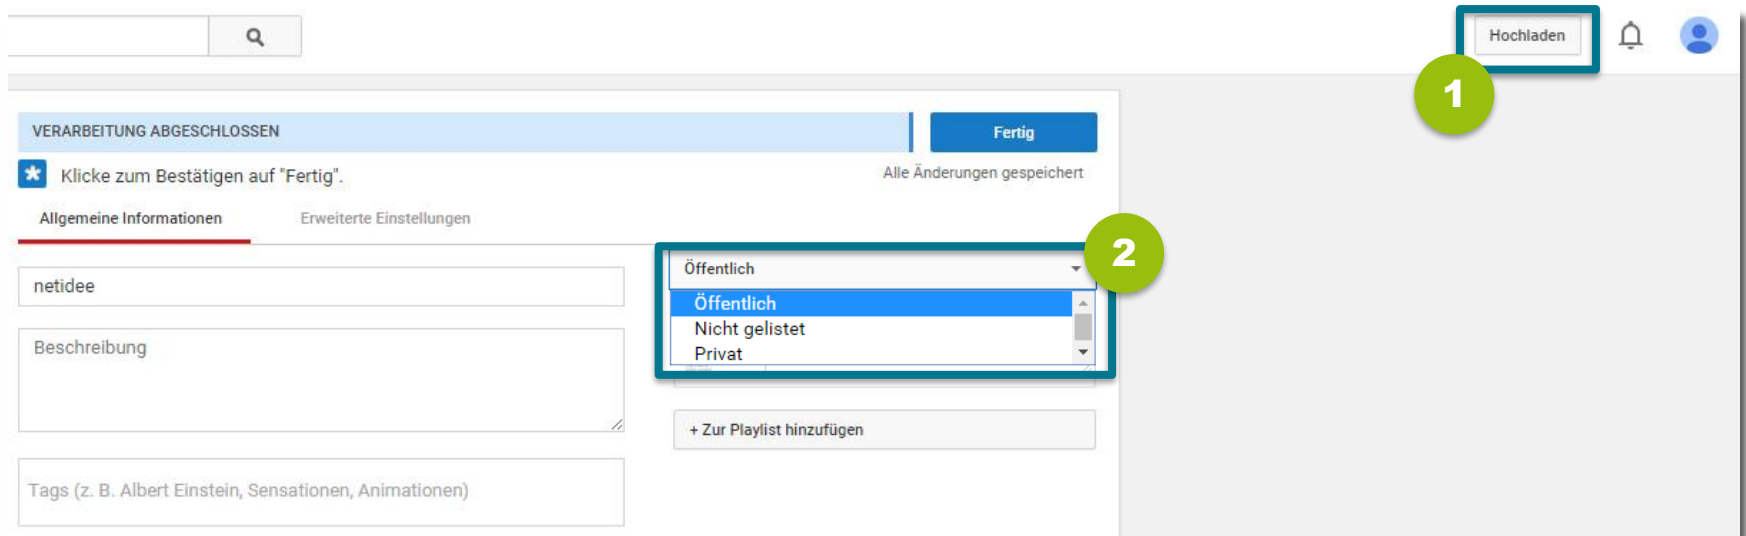 Hochladen
1
VERARBEITUNG ABGESCHLOSSEN
Fertig
Klicke zum Bestätigen auf "Fertig".
Alle Änderungen gespeichert
Allgemeine Informationen
Erweiterte Einstellungen
2
netidee
Öffentlich
Öffentlich
Nicht gelistet
Privat
Beschreibung
+ Zur Playlist hinzufügen
Tags (z. B. Albert Einstein, Sensationen, Animationen)